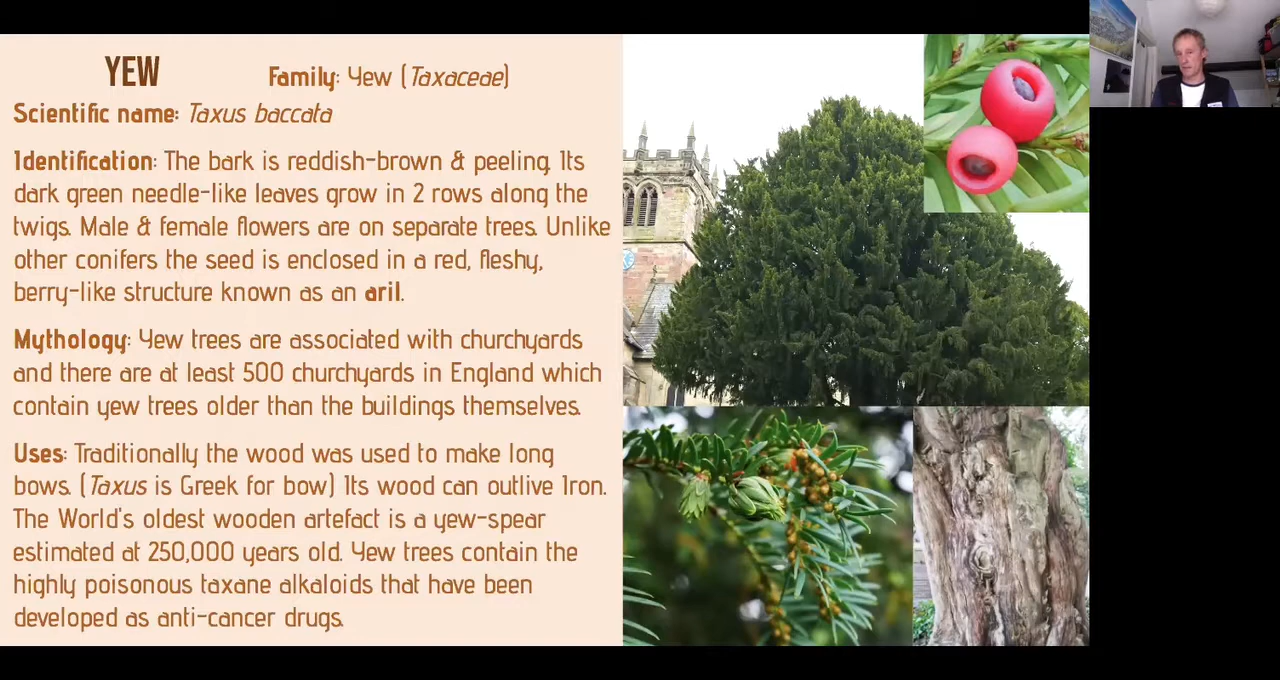 YEW Family: Yew (Taxaceae)
Scientific name: Taxus baccata
Identification: The bark is reddish-brown & peeling. Its
dark green needle-like leaves grow in 2 rows along the
twigs. Male & female flowers are on separate trees. Unlike
other conifers the seed is enclosed in a red, fleshy,
berry-like structure known as an aril.
Mythology: Yew trees are associated with churchyards
and there are at least 500 churchyards in England which
contain yew trees older than the buildings themselves.
Uses: Traditionally the wood was used to make long
bows. (Taxus is Greek for bow) Its wood can outlive Iron.
The World's oldest wooden artefact is a yew-spear
estimated at 250,000 years old. Yew trees contain the
highly poisonous taxane alkaloids that have been
developed as anti-cancer drugs.